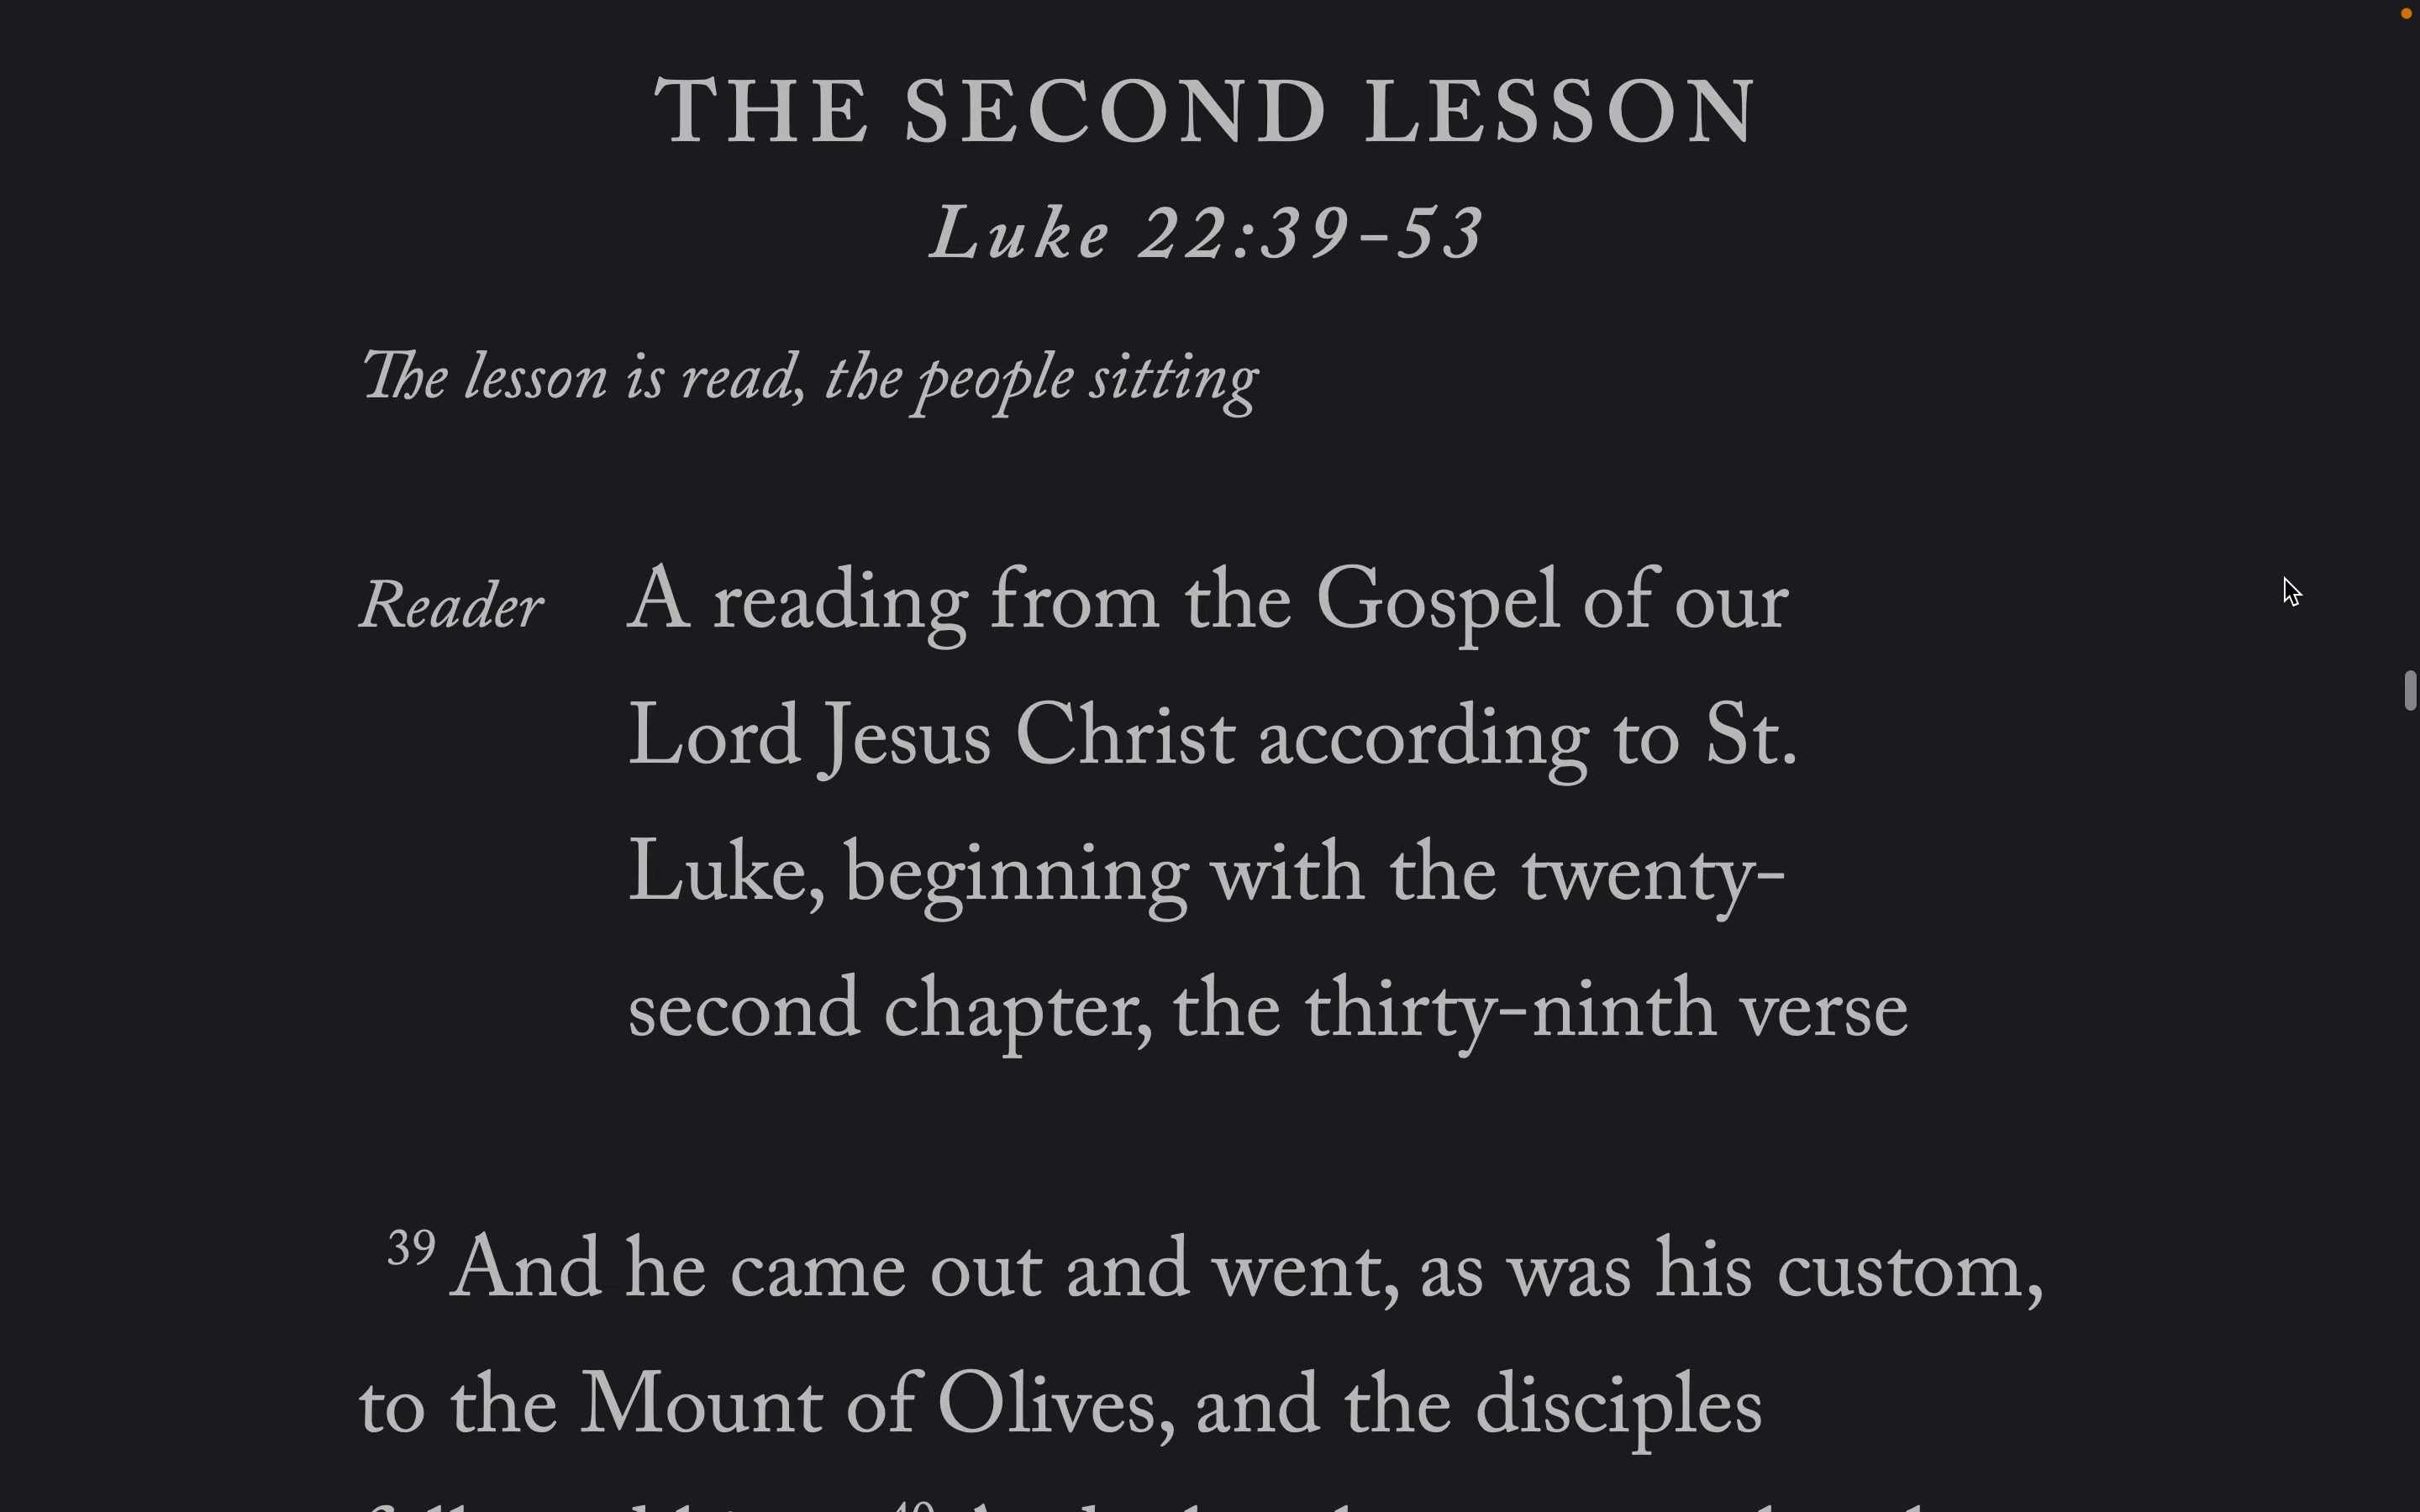 THE SECOND LESSON
Luke 22:39–53
The lesson is read, the people sitting
Reader A reading from the Gospel of our
Lord Jesus Christ according to St.
Luke, beginning with the twenty-
second chapter, the thirty-ninth verse
39 And he came out and went, as was his custom,
to the Mount of Olives, and the disciples